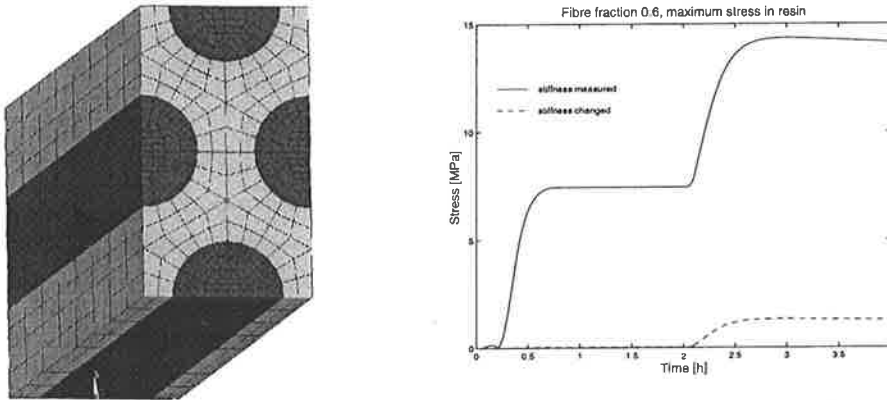 Fibre fraction 0.6, maximum stress in resin
15
stiffness measured
stiffness changed
10
Stress [MPa]
5
0
0 0.5 1 1.5 2 2.5 3 3.5 4
Time [h]